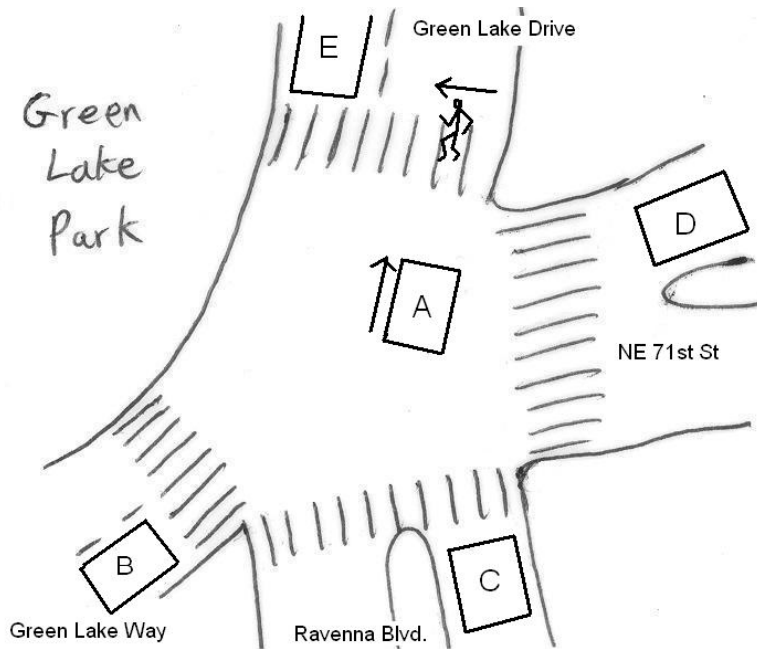 E
Green Lake Drive
Green
Lake
Park
D
A
NE 71st St
B
C
Green Lake Way
Ravenna Blvd.